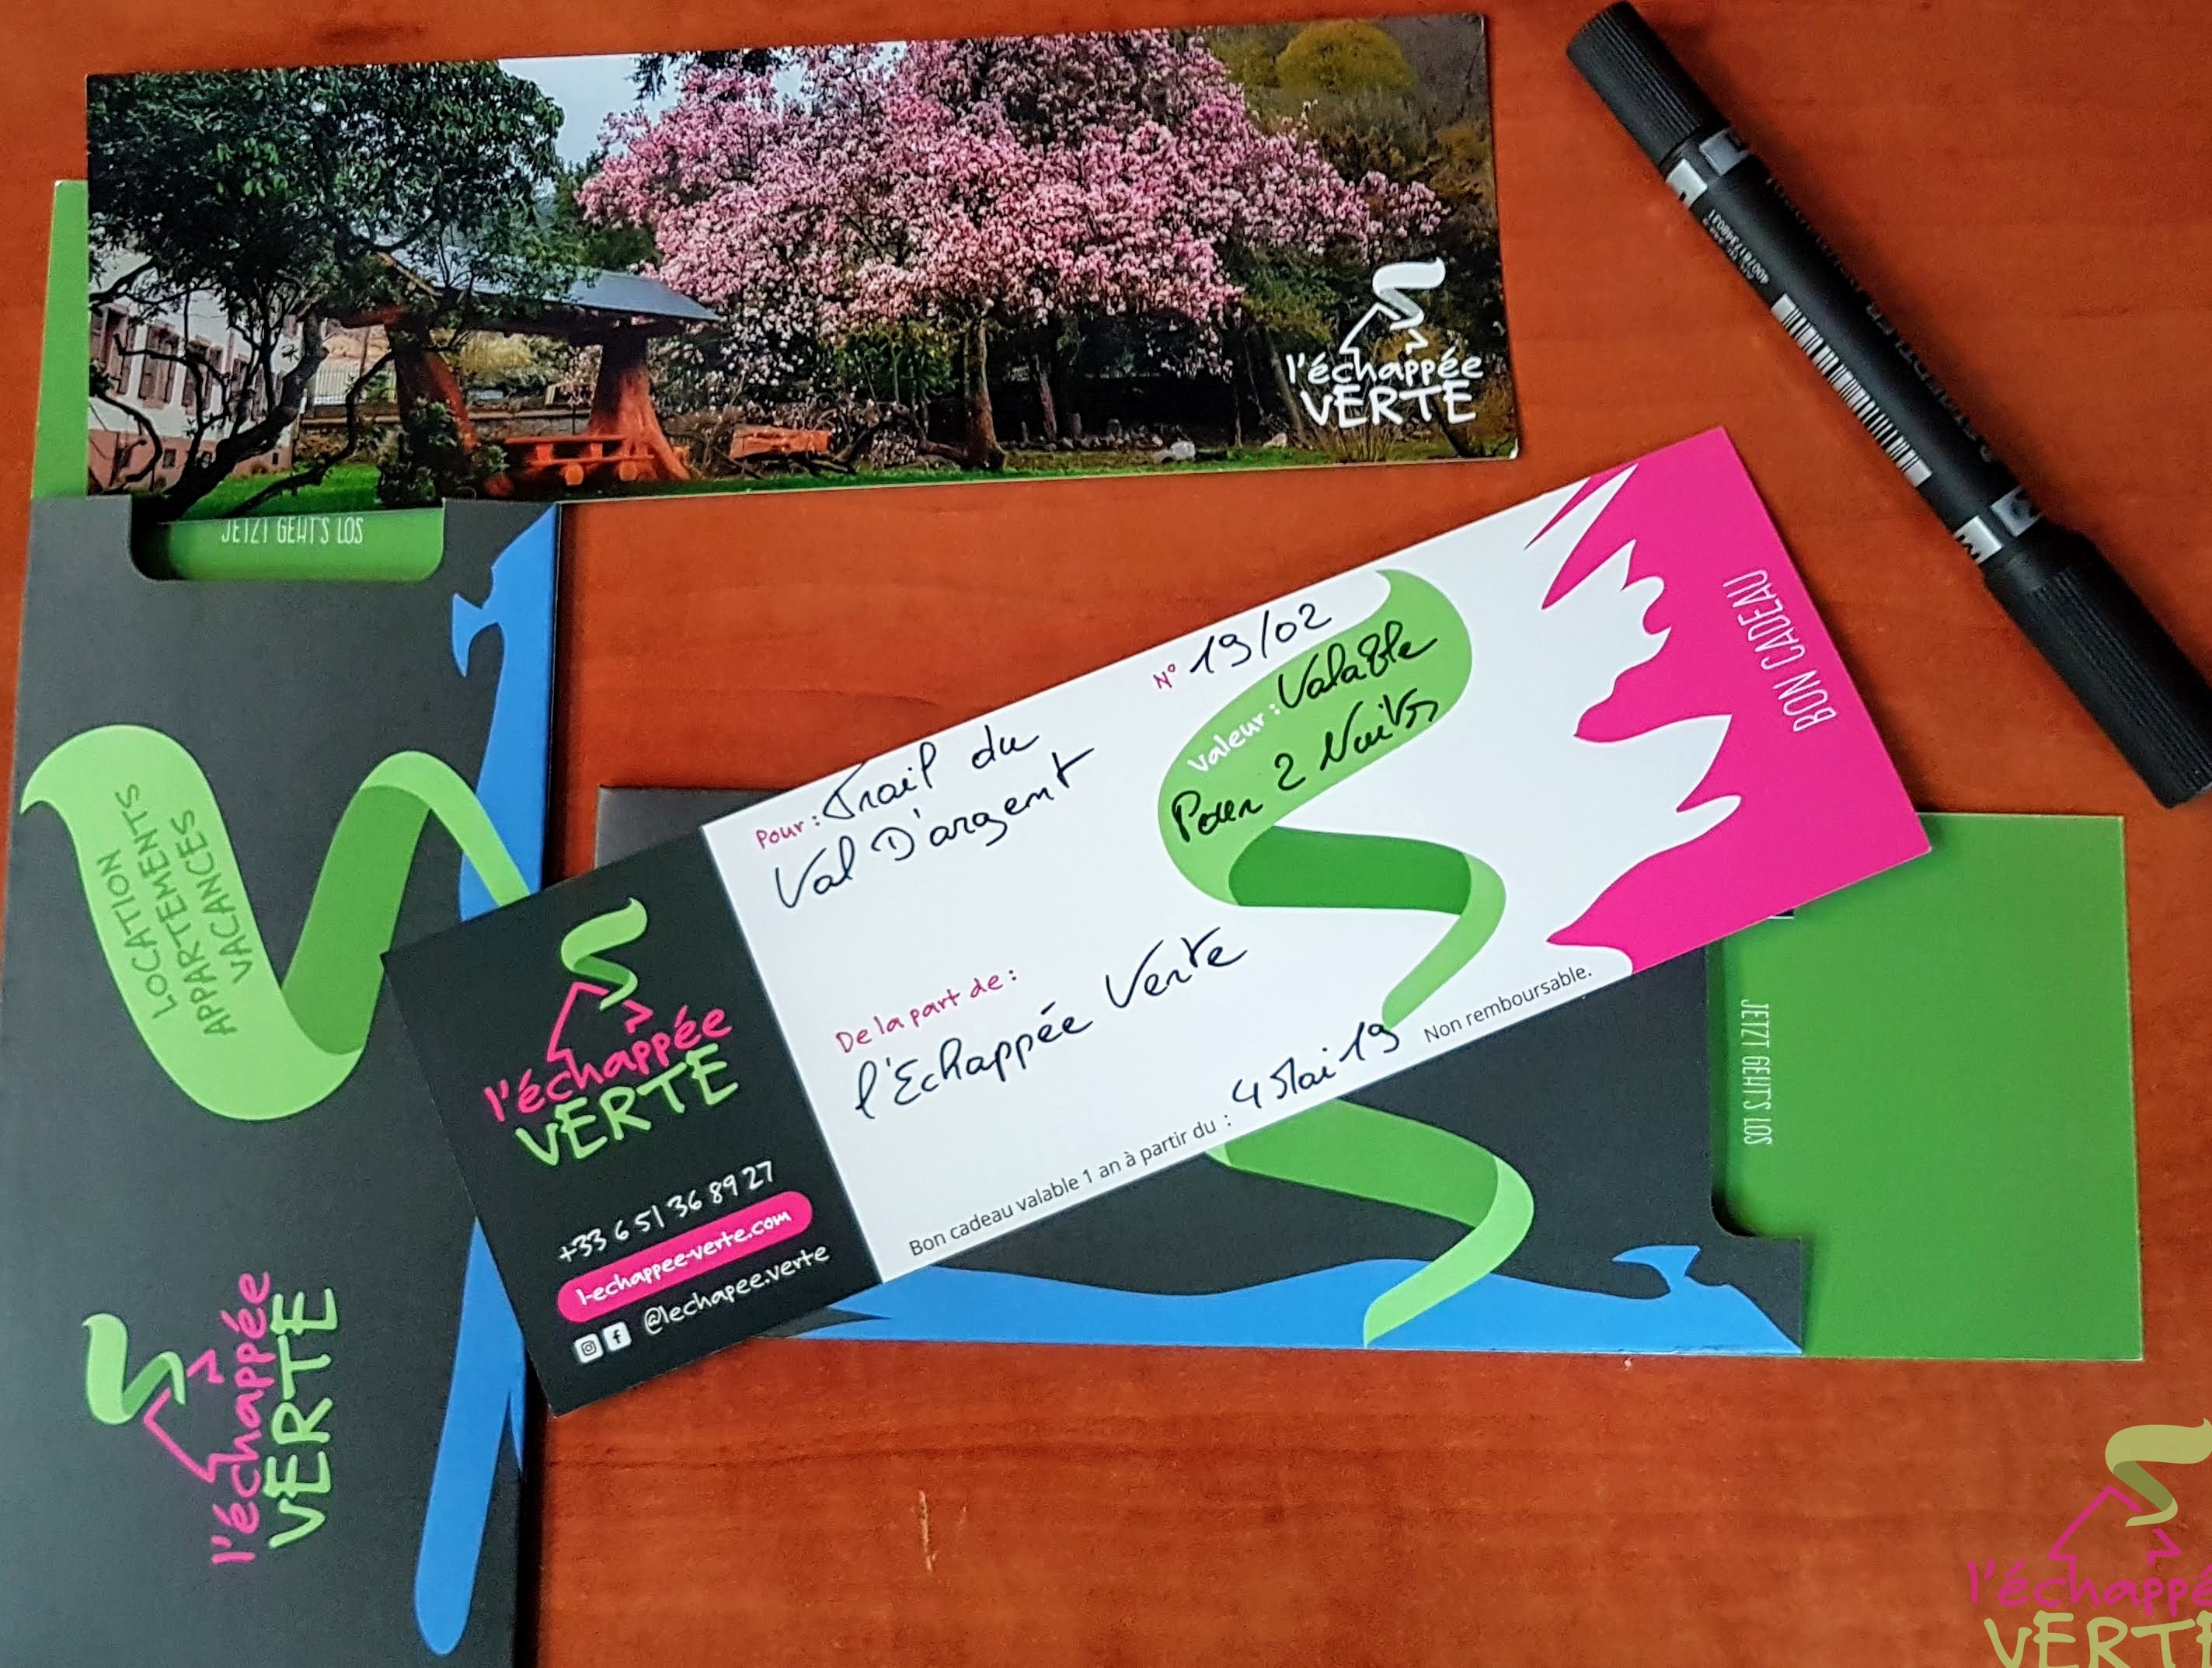 l'échappée
VERTE
JETZT GEHT'S LOS
LOCATION
APPARTEMENTS
VACANCES
l'échappée
VERTE
N° 19/02
Pour : Trail du
Val D'argent
Valeur : Valable
Pour 2 Nuits
BON CADEAU
De la part de :
l'Echappée Verte
Bon cadeau valable 1 an à partir du : 4 Mai 19 Non remboursable.
l'échappée
VERTE
+33 6 51 36 89 27
l-echappee-verte.com
@lechapee.verte
JETZT GEHT'S LOS
l'échappé
VERTE